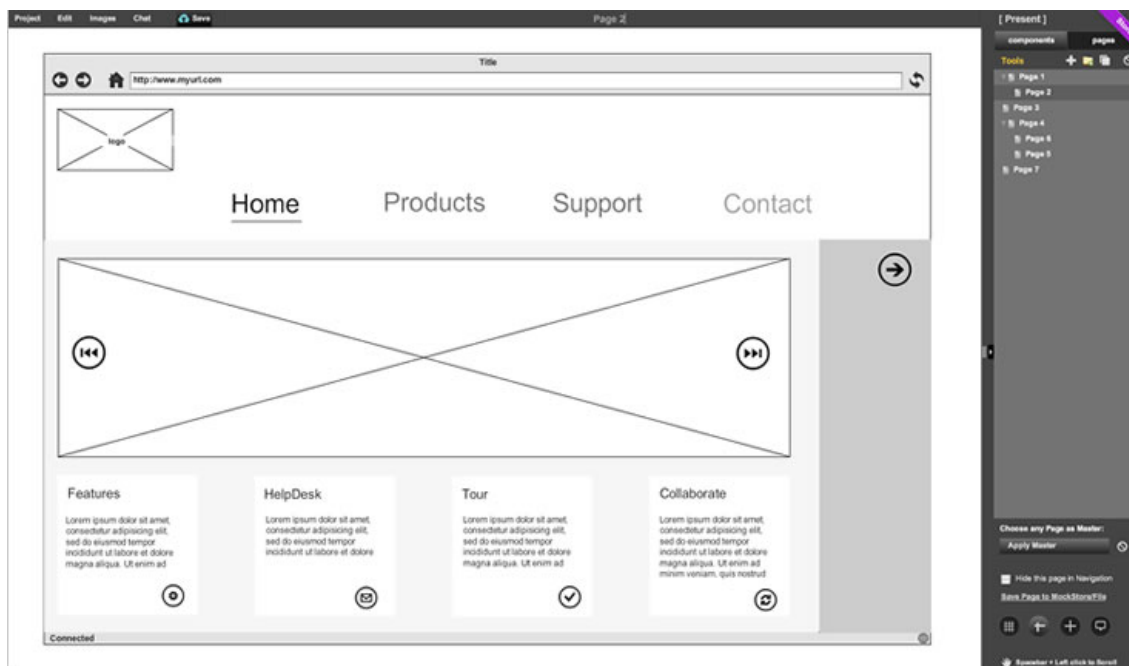 Project Edit Images Chat Save Page 2 [ Present ]
components pages
Tools
Page 1
Page 2
Page 3
Page 4
Page 6
Page 5
Page 7
Title
http://www.myurl.com
logo
Home Products Support Contact
Features
Lorem ipsum dolor sit amet,
consectetur adipisicing elit,
sed do eiusmod tempor
incididunt ut labore et dolore
magna aliqua. Ut enim ad
HelpDesk
Lorem ipsum dolor sit amet,
consectetur adipisicing elit,
sed do eiusmod tempor
incididunt ut labore et dolore
Tour
Lorem ipsum dolor sit amet,
consectetur adipisicing elit,
sed do eiusmod tempor
incididunt ut labore et dolore
magna aliqua. Ut enim ad
Collaborate
Lorem ipsum dolor sit amet,
consectetur adipisicing elit,
sed do eiusmod tempor
incididunt ut labore et dolore
magna aliqua. Ut enim ad
minim veniam, quis nostrud
Connected
Choose any Page as Master:
Apply Master
Hide this page in Navigation
Save Page to MockStore/File
Spacebar + Left click to Scroll